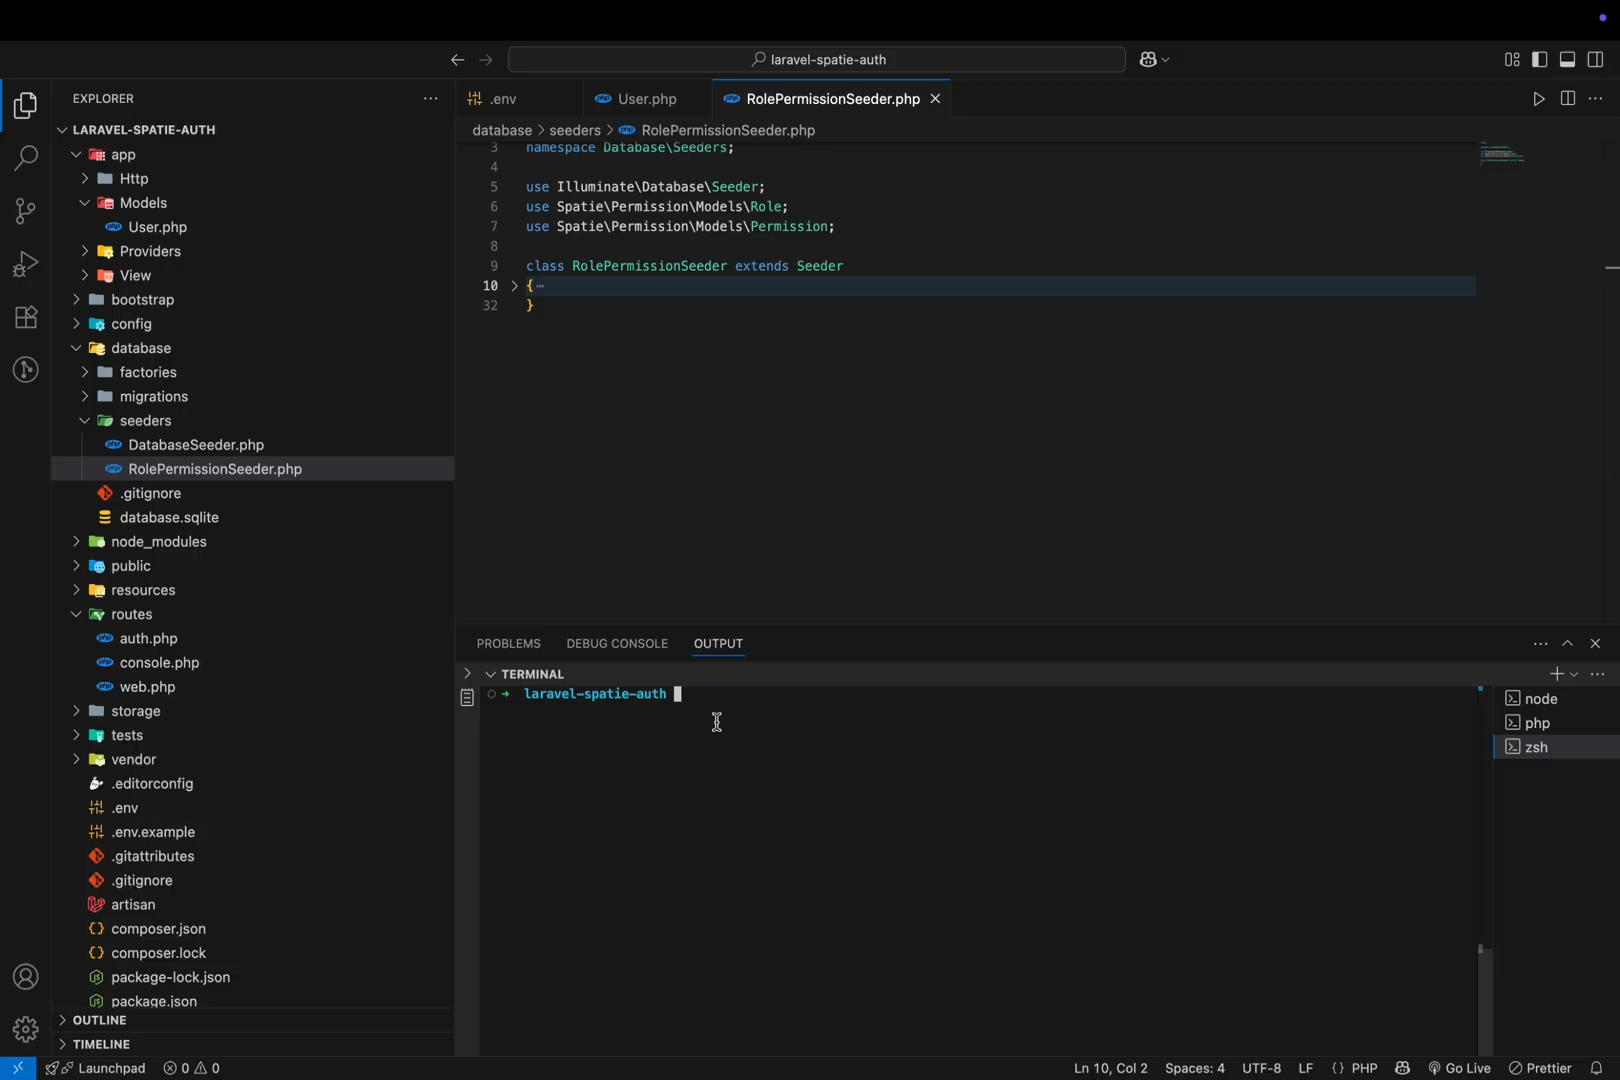 laravel-spatie-auth
EXPLORER
LARAVEL-SPATIE-AUTH
app
Http
Models
User.php
Providers
View
bootstrap
config
database
factories
migrations
seeders
DatabaseSeeder.php
RolePermissionSeeder.php
.gitignore
database.sqlite
node_modules
public
resources
routes
auth.php
console.php
web.php
storage
tests
vendor
.editorconfig
.env
.env.example
.gitattributes
.gitignore
artisan
composer.json
composer.lock
package-lock.json
package.json
OUTLINE
TIMELINE
.env
User.php
RolePermissionSeeder.php
database > seeders > RolePermissionSeeder.php
3 namespace Database\Seeders;
4
5 use Illuminate\Database\Seeder;
6 use Spatie\Permission\Models\Role;
7 use Spatie\Permission\Models\Permission;
8
9 class RolePermissionSeeder extends Seeder
10 { ⋯
32 }
PROBLEMS DEBUG CONSOLE OUTPUT
TERMINAL
➜ laravel-spatie-auth
node
php
zsh
Launchpad 0 0
Ln 10, Col 2 Spaces: 4 UTF-8 LF {} PHP Go Live Prettier